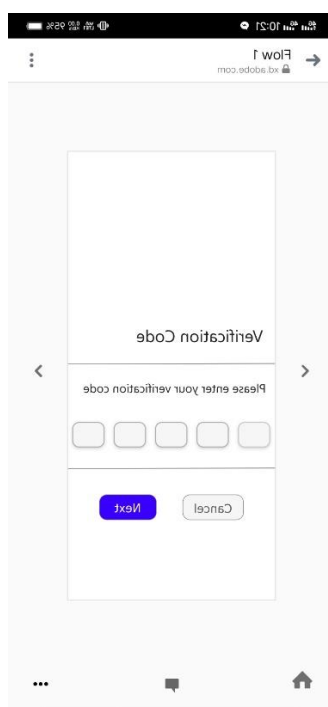 10:21
95%
Flow 1
xd.adobe.com
Verification Code
Please enter your verification code
Cancel Next